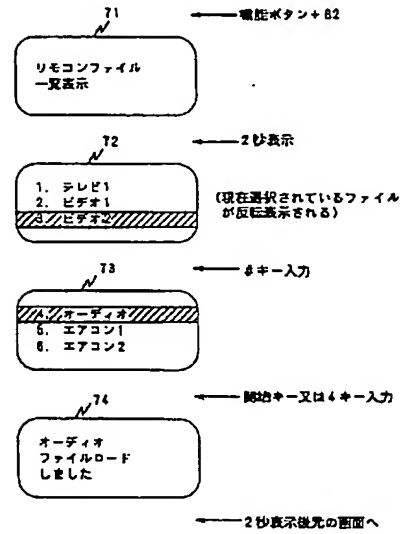 71
機能ボタン+82
リモコンファイル
一覧表示
72
2秒表示
1. テレビ1
2. ビデオ1
3. ビデオ2
(現在選択されているファイル
が反転表示される)
73
キー入力
4. オーディオ
5. エアコン1
6. エアコン2
74
開始キー又は4キー入力
オーディオ
ファイルロード
しました
2秒表示後元の画面へ